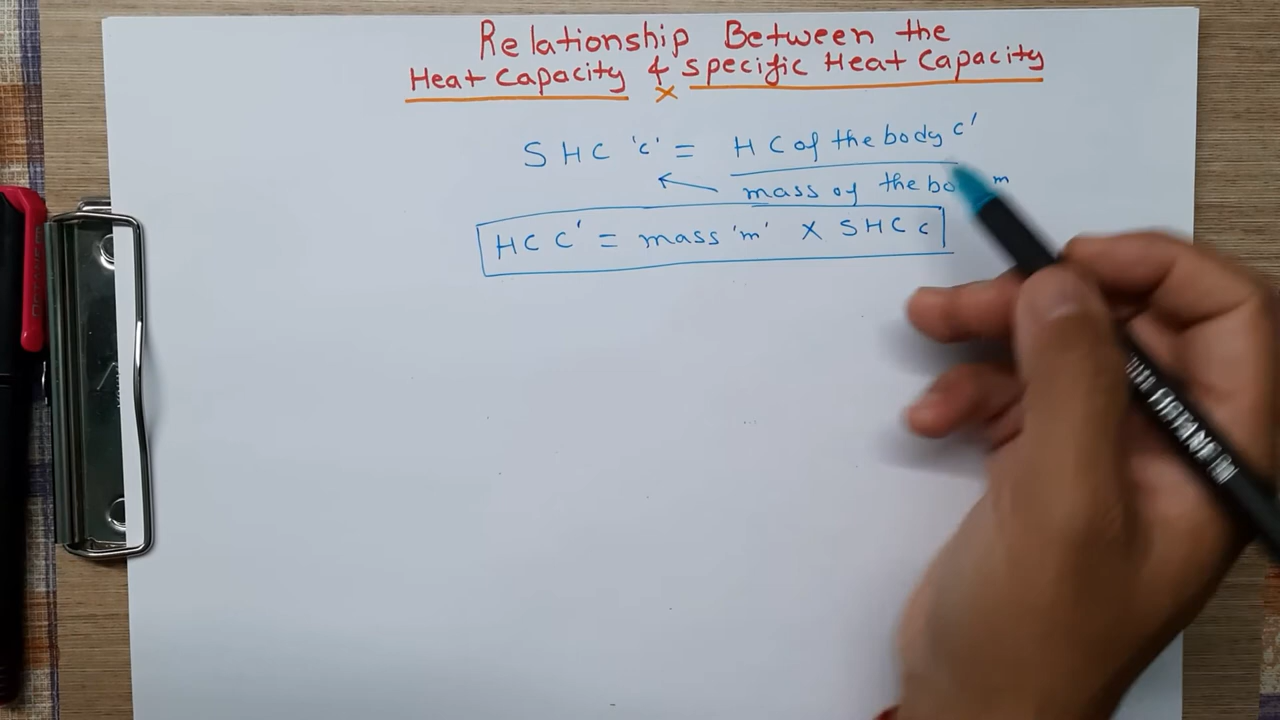 Relationship Between the
Heat Capacity & Specific Heat Capacity
x
SHC 'c' = HC of the body c'
mass of the m
HC C' = mass 'm' X SHC c
OCTANE